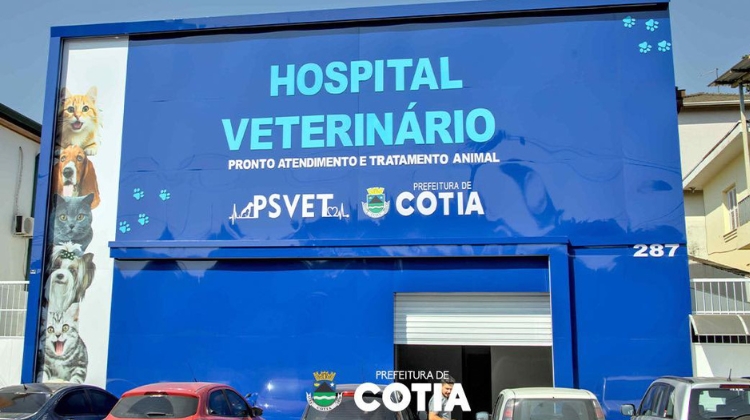 HOSPITAL
VETERINÁRIO
PRONTO ATENDIMENTO E TRATAMENTO ANIMAL
PSVET
PREFEITURA DE
COTIA
287
PREFEITURA DE
COTIA